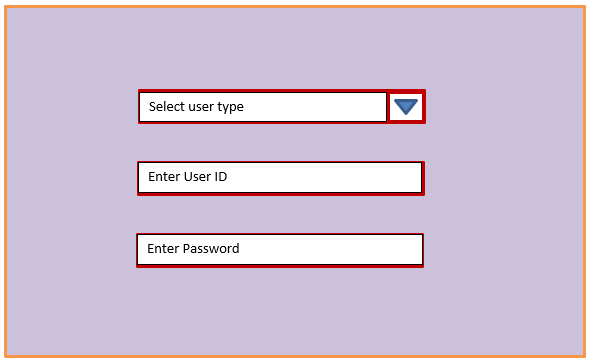 Select user type
Enter User ID
Enter Password